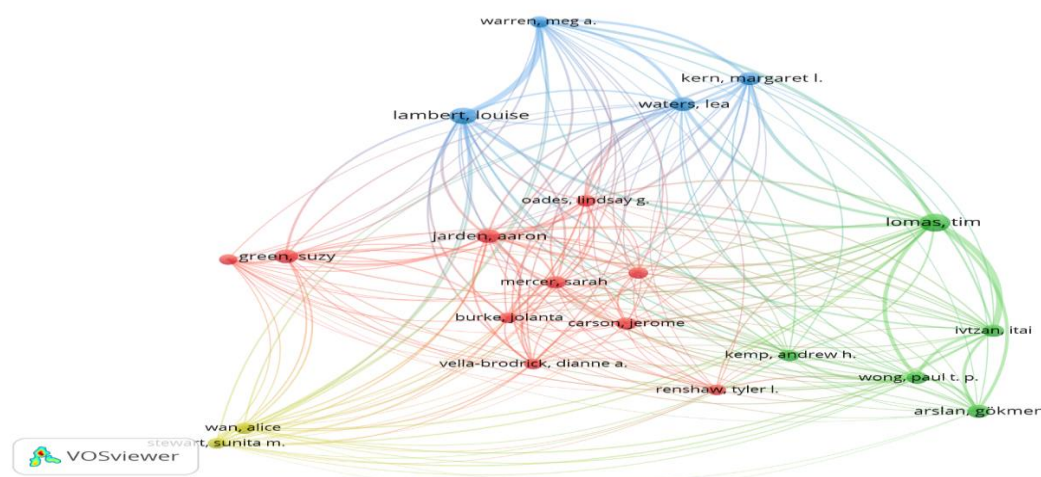 warren, meg a.
kern, margaret l.
waters, lea
lambert, louise
oades, lindsay g.
lomas, tim
jarden, aaron
green, suzy
mercer, sarah
burke, jolanta
carson, jerome
ivtzan, itai
kemp, andrew h.
vella-brodrick, dianne a.
wong, paul t. p.
renshaw, tyler l.
arslan, gökmen
wan, alice
stewart, sunita m.
VOSviewer